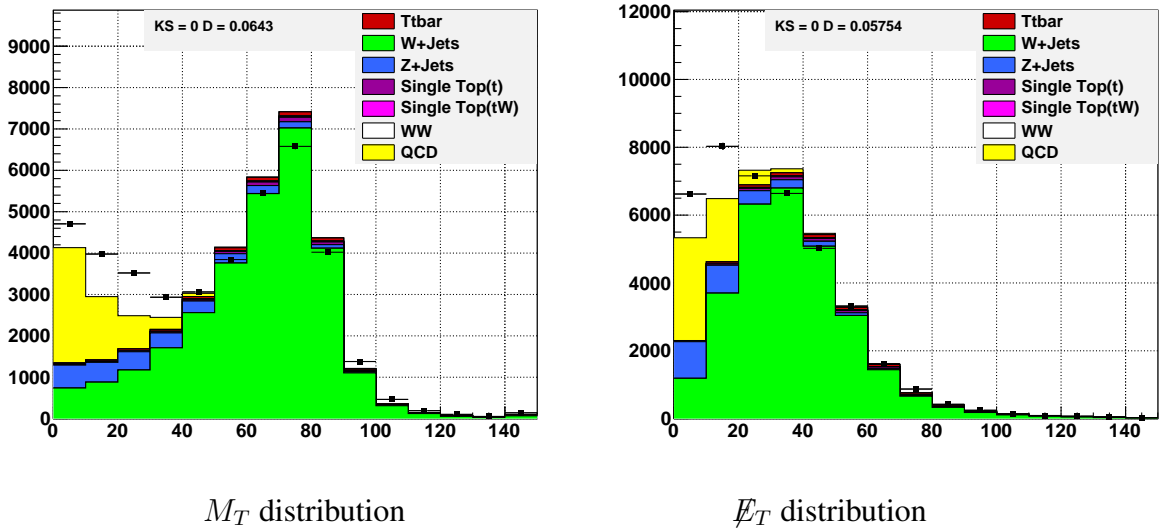 KS = 0 D = 0.0643
Ttbar
W+Jets
Z+Jets
Single Top(t)
Single Top(tW)
WW
QCD
9000
8000
7000
6000
5000
4000
3000
2000
1000
0
0 20 40 60 80 100 120 140
M_T distribution
KS = 0 D = 0.05754
Ttbar
W+Jets
Z+Jets
Single Top(t)
Single Top(tW)
WW
QCD
12000
10000
8000
6000
4000
2000
0
0 20 40 60 80 100 120 140
E̸_T distribution